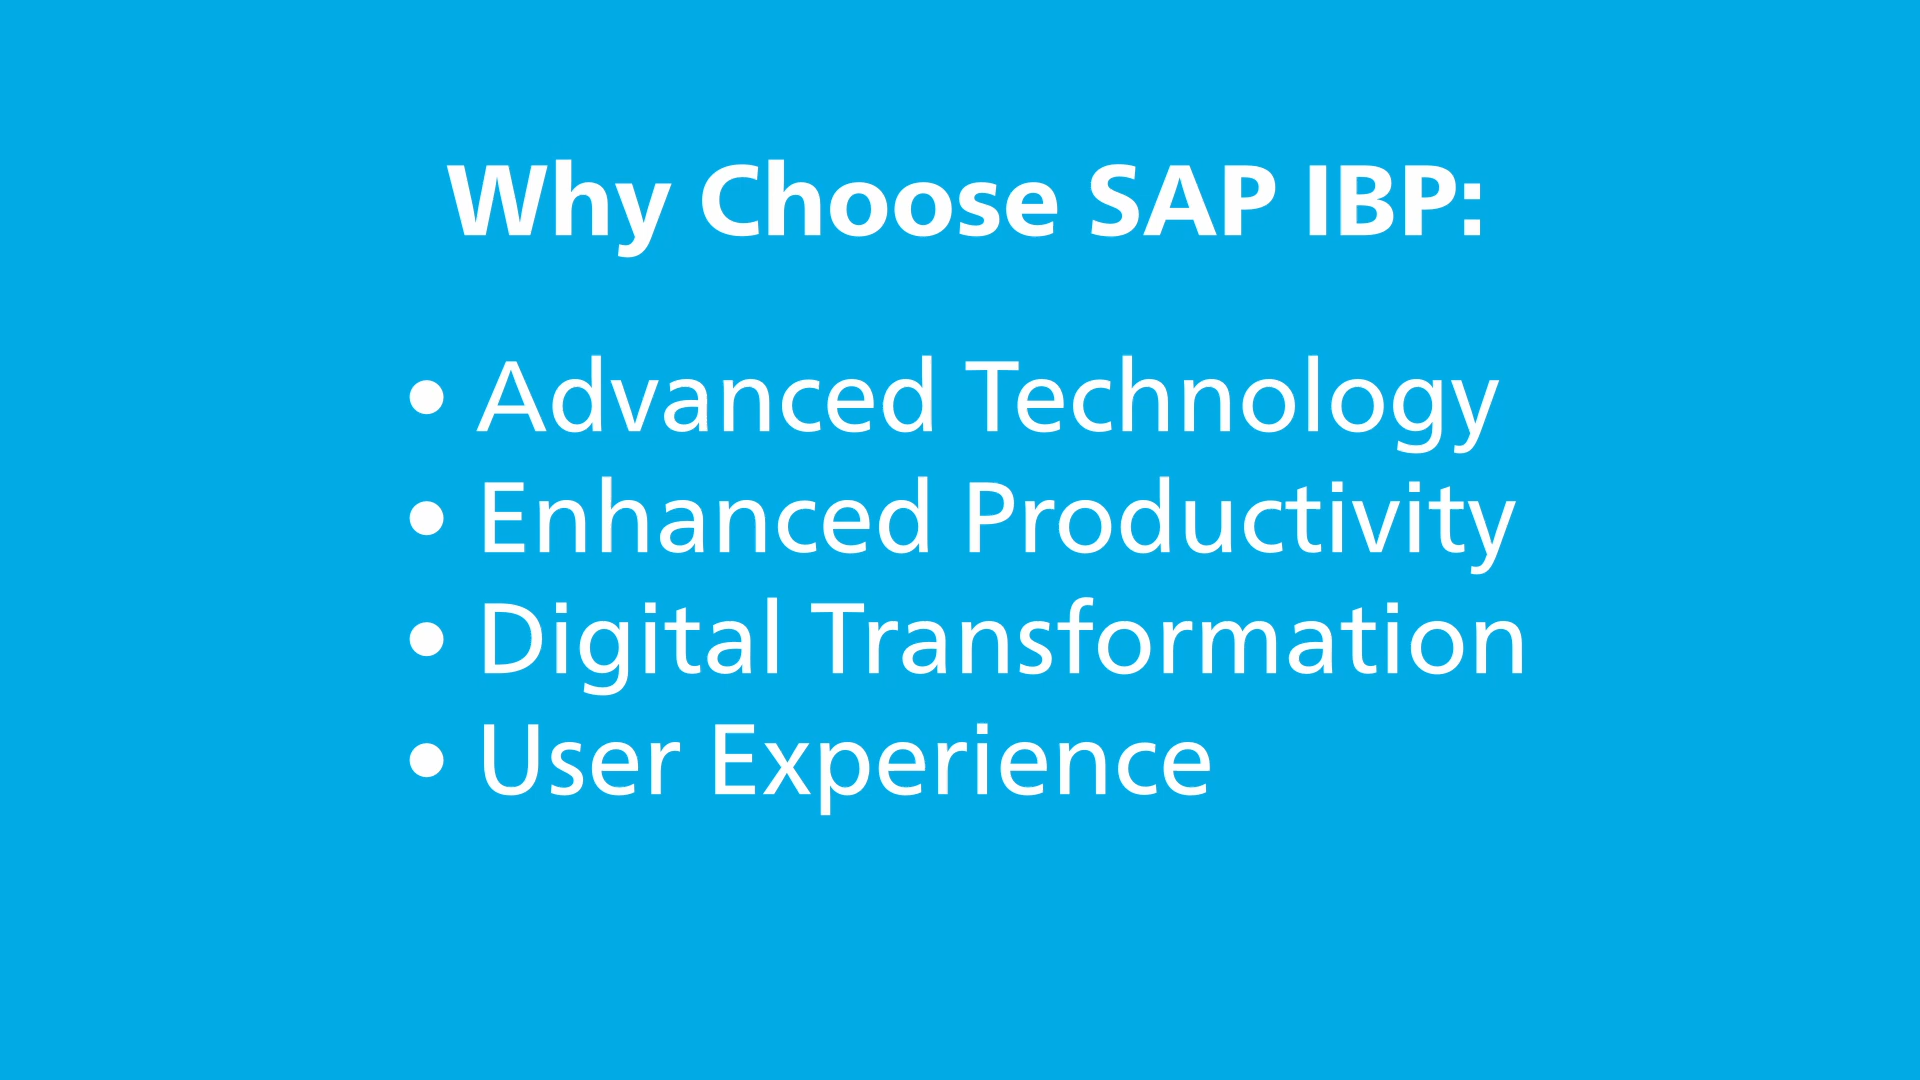 Why Choose SAP IBP:
• Advanced Technology
• Enhanced Productivity
• Digital Transformation
• User Experience